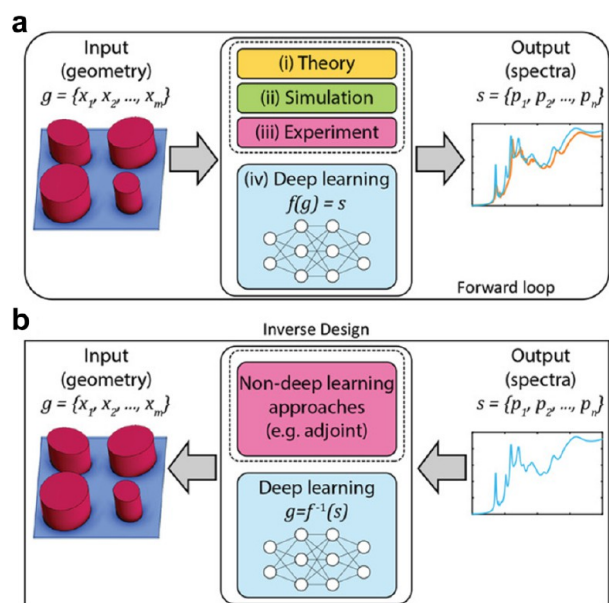 a
Input
(geometry)
g = {x₁, x₂, ..., xₘ}
(i) Theory
(ii) Simulation
(iii) Experiment
(iv) Deep learning
f(g) = s
Output
(spectra)
s = {p₁, p₂, ..., pₙ}
Forward loop
b
Inverse Design
Input
(geometry)
g = {x₁, x₂, ..., xₘ}
Non-deep learning
approaches
(e.g. adjoint)
Deep learning
g=f⁻¹(s)
Output
(spectra)
s = {p₁, p₂, ..., pₙ}